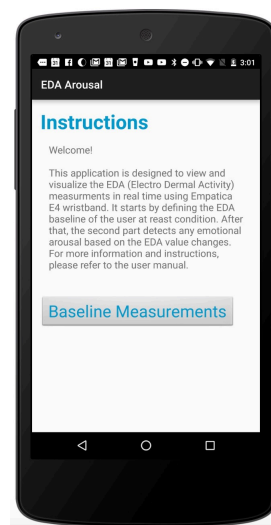 3:01
EDA Arousal
Instructions
Welcome!
This application is designed to view and
visualize the EDA (Electro Dermal Activity)
measurments in real time using Empatica
E4 wristband. It starts by defining the EDA
baseline of the user at reast condition. After
that, the second part detects any emotional
arousal based on the EDA value changes.
For more information and instructions,
please refer to the user manual.
Baseline Measurements